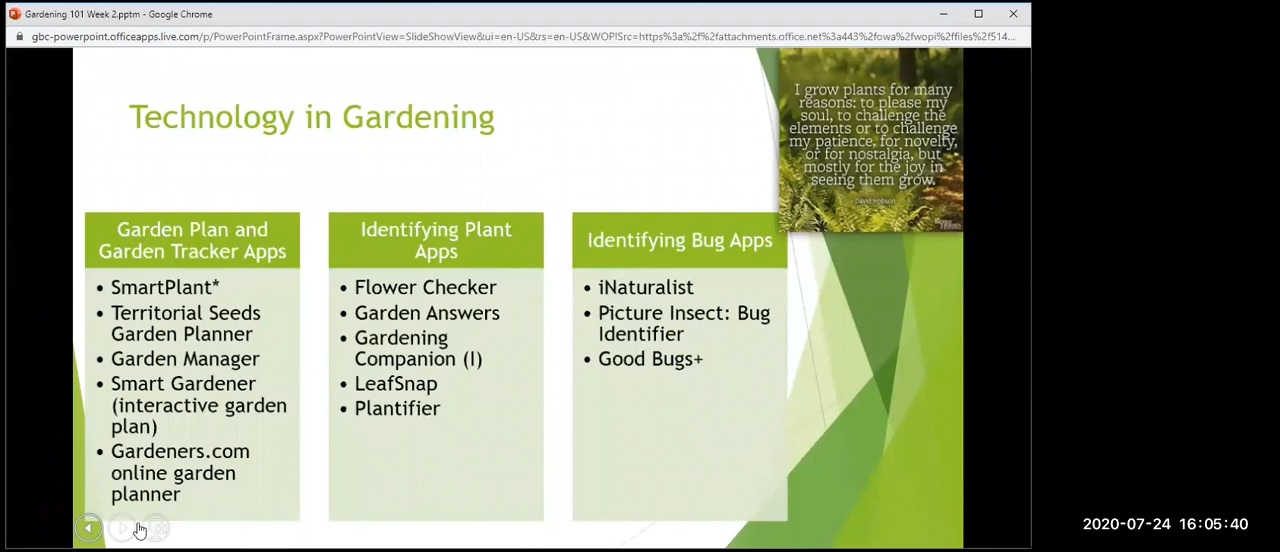 Gardening 101 Week 2.pptm - Google Chrome
gbc-powerpoint.officeapps.live.com/p/PowerPointFrame.aspx?PowerPointView=SlideShowView&ui=en-US&rs=en-US&WOPISrc=https%3a%2f%2fattachments.office.net%3a443%2fowa%2fwopi%2ffiles%2f514...
Technology in Gardening
I grow plants for many
reasons: to please my
soul, to challenge the
elements or to challenge
my patience, for novelty,
or for nostalgia, but
mostly for the joy in
seeing them grow.
- David Hobson
Garden Plan and
Garden Tracker Apps
• SmartPlant*
• Territorial Seeds
Garden Planner
• Garden Manager
• Smart Gardener
(interactive garden
plan)
• Gardeners.com
online garden
planner
Identifying Plant
Apps
• Flower Checker
• Garden Answers
• Gardening
Companion (I)
• LeafSnap
• Plantifier
Identifying Bug Apps
• iNaturalist
• Picture Insect: Bug
Identifier
• Good Bugs+
2020-07-24 16:05:40